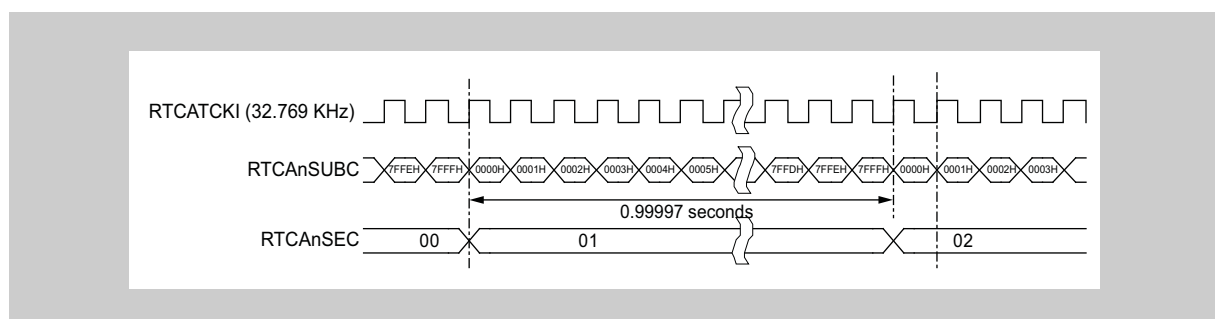 RTCATCKI (32.769 KHz)
RTCAnSUBC 7FFEH 7FFFH 0000H 0001H 0002H 0003H 0004H 0005H 7FFDH 7FFEH 7FFFH 0000H 0001H 0002H 0003H
0.99997 seconds
RTCAnSEC 00 01 02